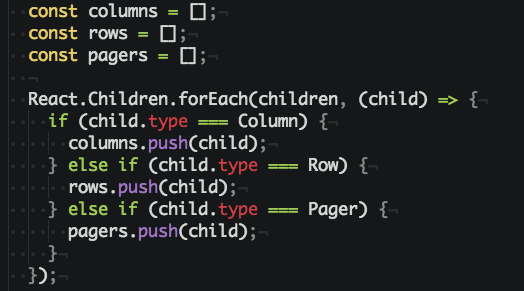 const columns = [];
const rows = [];
const pagers = [];

React.Children.forEach(children, (child) => {
  if (child.type === Column) {
    columns.push(child);
  } else if (child.type === Row) {
    rows.push(child);
  } else if (child.type === Pager) {
    pagers.push(child);
  }
});